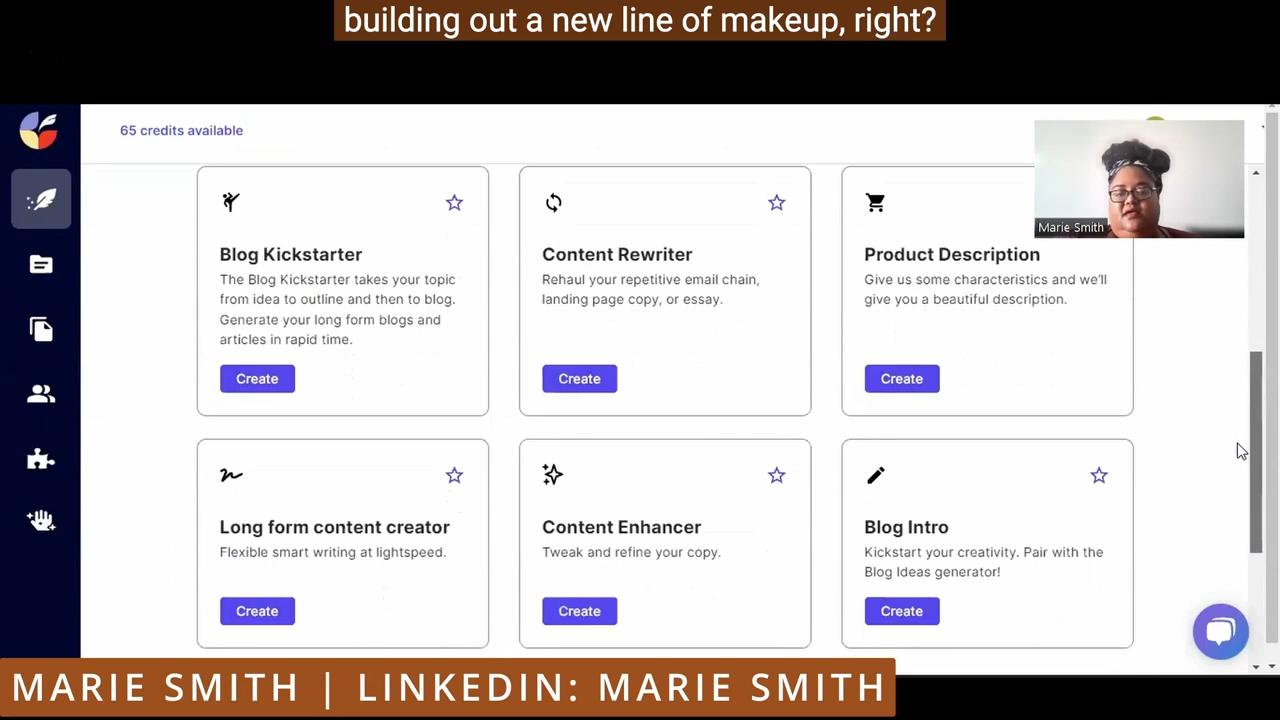 building out a new line of makeup, right?
65 credits available
Marie Smith
Blog Kickstarter
The Blog Kickstarter takes your topic
from idea to outline and then to blog.
Generate your long form blogs and
articles in rapid time.
Create
Content Rewriter
Rehaul your repetitive email chain,
landing page copy, or essay.
Create
Product Description
Give us some characteristics and we'll
give you a beautiful description.
Create
Long form content creator
Flexible smart writing at lightspeed.
Create
Content Enhancer
Tweak and refine your copy.
Create
Blog Intro
Kickstart your creativity. Pair with the
Blog Ideas generator!
Create
MARIE SMITH | LINKEDIN: MARIE SMITH